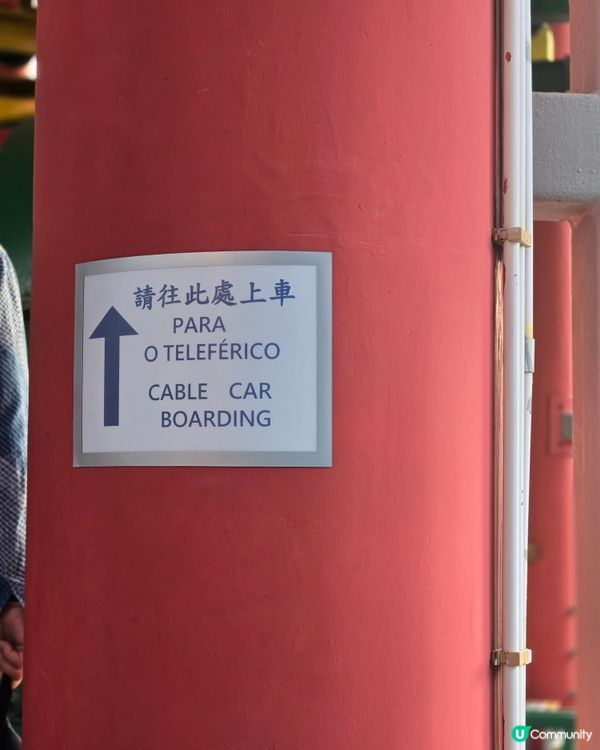 請往此處上車
PARA
O TELEFÉRICO
CABLE CAR
BOARDING
U Community